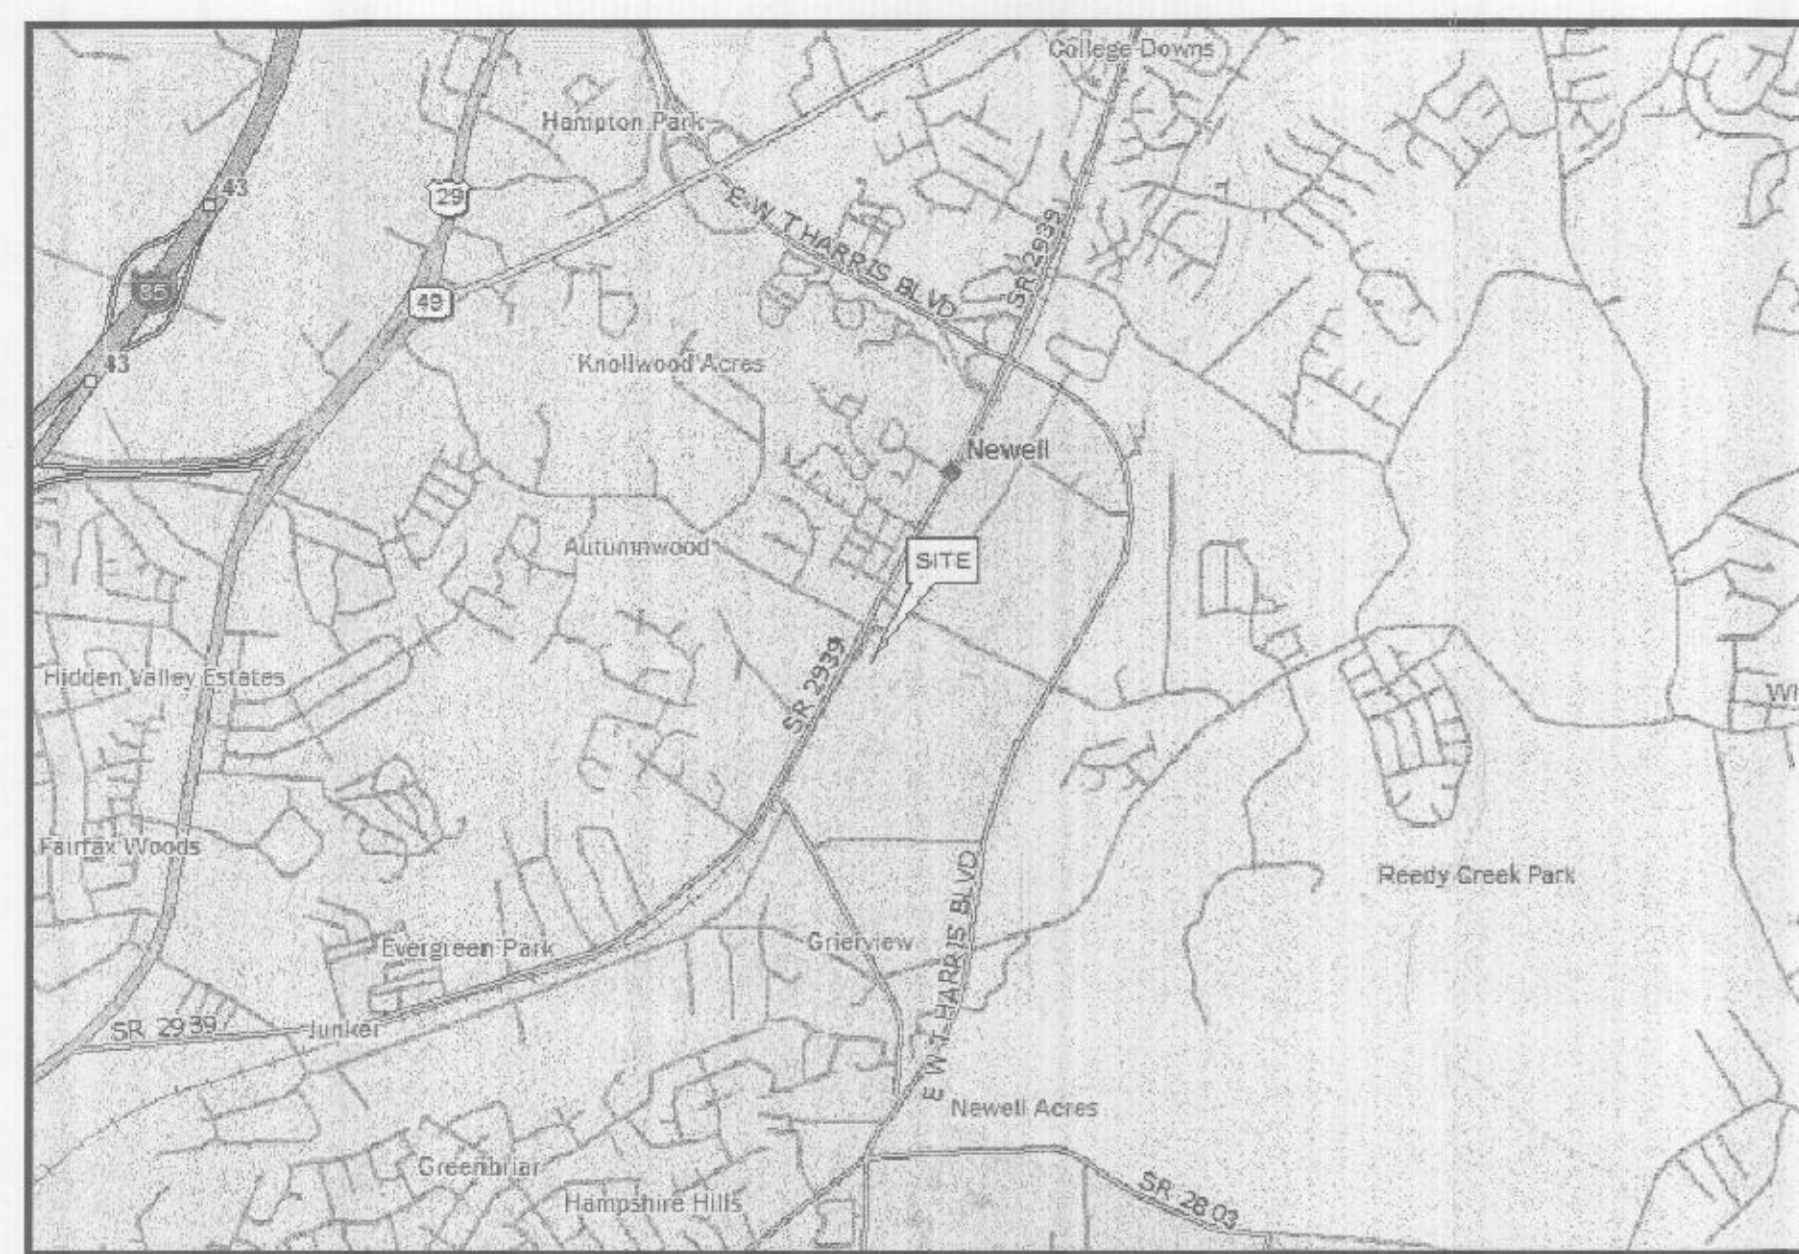 College Downs
Hampton Park
43
29
E W T HARRIS BLVD
SR 2939
85
49
43
Knollwood Acres
Newell
Autumnwood
SITE
Hidden Valley Estates
SR 2939
Fairfax Woods
Reedy Creek Park
E W T HARRIS BLVD
Evergreen Park
Grierview
SR 2939
Junker
Newell Acres
Greenbriar
Hampshire Hills
SR 2803